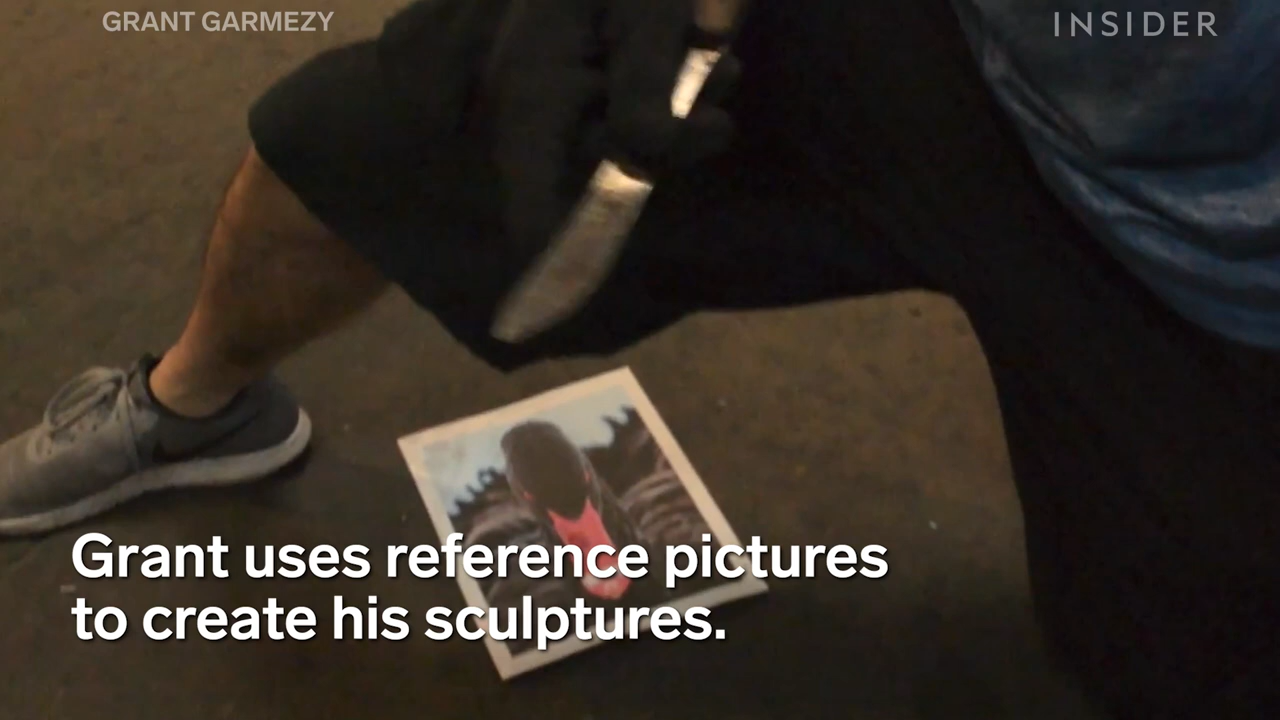 GRANT GARMEZY
INSIDER
Grant uses reference pictures
to create his sculptures.